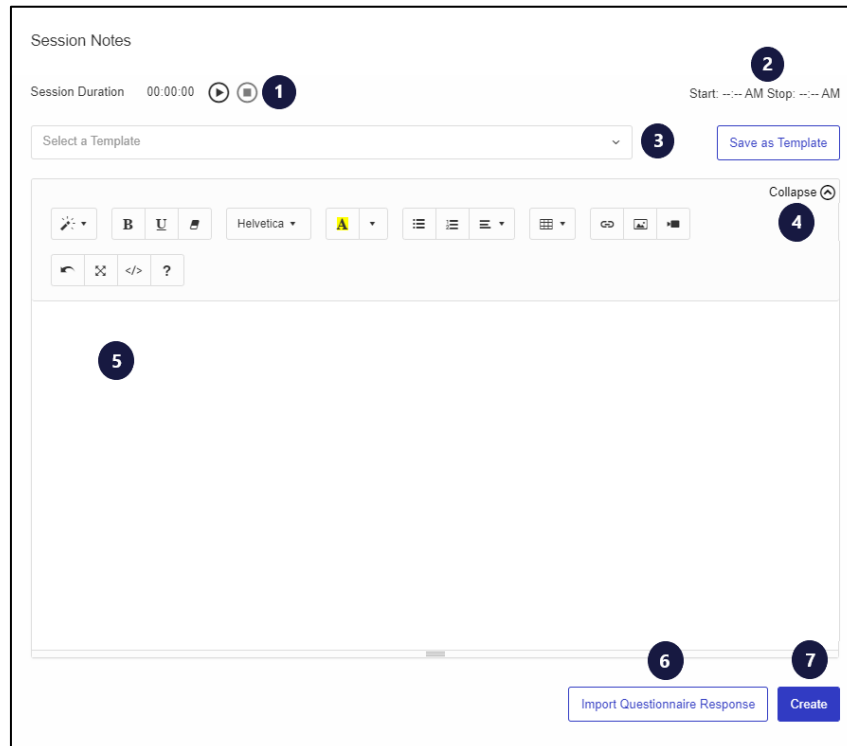 Session Notes
2
Session Duration 00:00:00 1 Start: --:-- AM Stop: --:-- AM
Select a Template 3 Save as Template
Collapse
4
B U Helvetica A
</> ?
5
6 7
Import Questionnaire Response Create